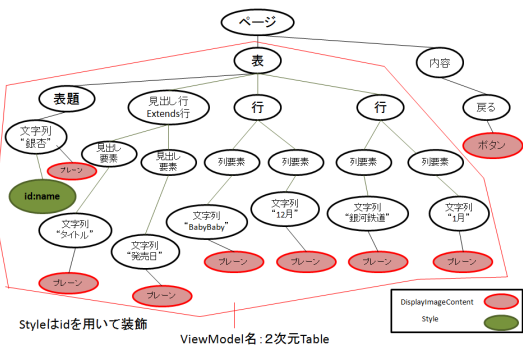 ページ
表
内容
表題
見出し行
Extends行
行
行
戻る
文字列
“銀杏”
見出し
要素
見出し
要素
列要素
列要素
列要素
列要素
ボタン
プレーン
id:name
文字列
“タイトル”
文字列
“発売日”
文字列
“BabyBaby”
文字列
“12月”
文字列
“銀河鉄道”
文字列
“1月”
プレーン
プレーン
プレーン
プレーン
プレーン
プレーン
DisplayImageContent
Style
Styleはidを用いて装飾
ViewModel名：2次元Table